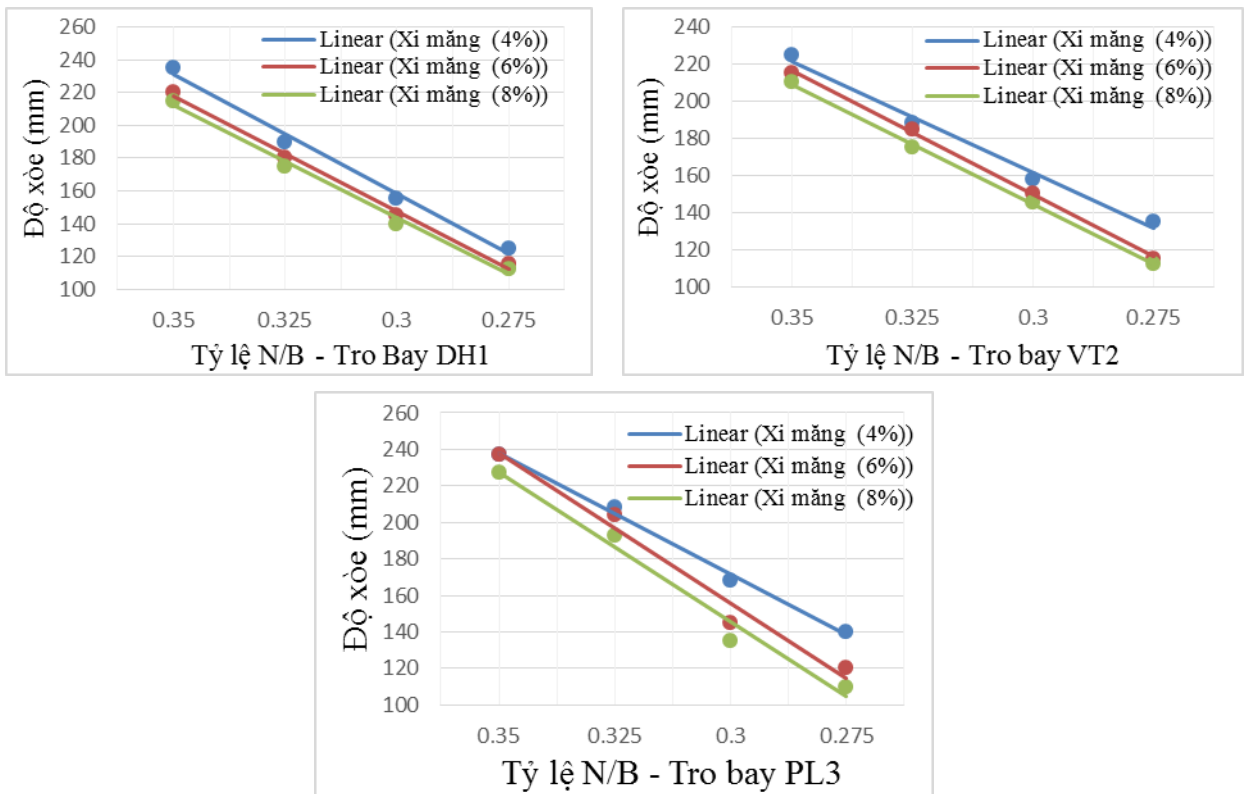 260
240
220
200
180
160
140
120
100
Độ xòe (mm)
Linear (Xi măng (4%))
Linear (Xi măng (6%))
Linear (Xi măng (8%))
0.35 0.325 0.3 0.275
Tỷ lệ N/B - Tro Bay DH1
240
220
200
180
160
140
120
100
Độ xòe (mm)
Linear (Xi măng (4%))
Linear (Xi măng (6%))
Linear (Xi măng (8%))
0.35 0.325 0.3 0.275
Tỷ lệ N/B - Tro bay VT2
260
240
220
200
180
160
140
120
100
Độ xòe (mm)
Linear (Xi măng (4%))
Linear (Xi măng (6%))
Linear (Xi măng (8%))
0.35 0.325 0.3 0.275
Tỷ lệ N/B - Tro bay PL3